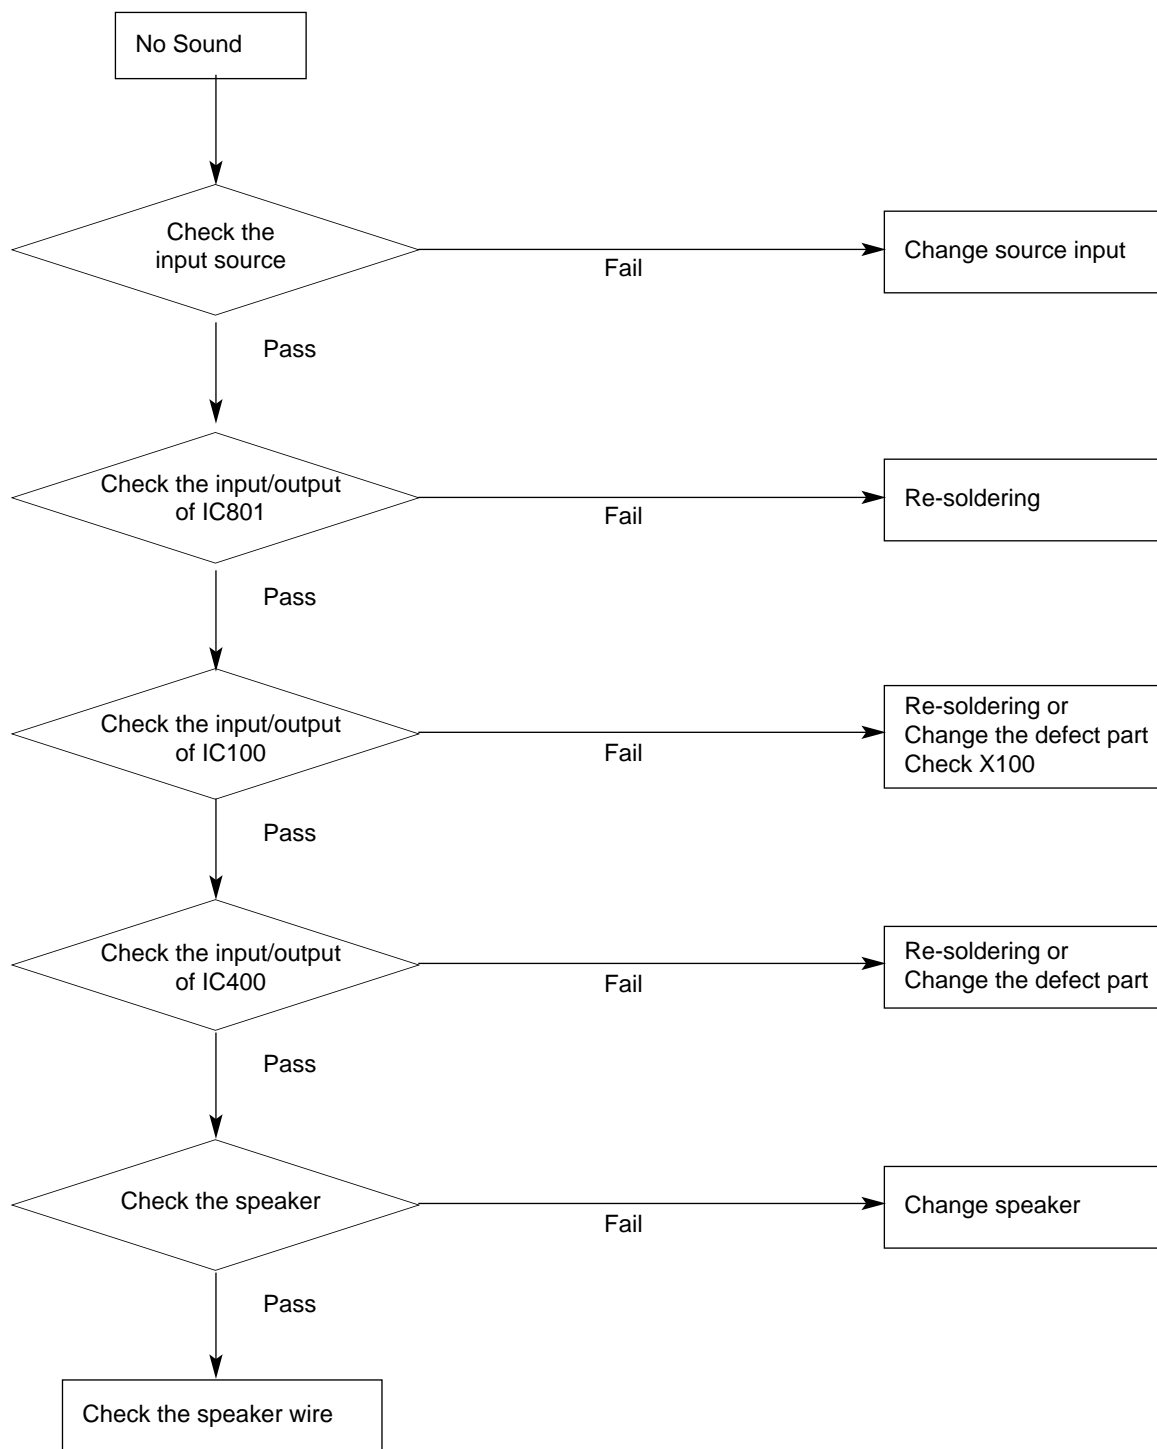 No Sound
Check the
input source
Fail
Change source input
Pass
Check the input/output
of IC801
Fail
Re-soldering
Pass
Check the input/output
of IC100
Fail
Re-soldering or
Change the defect part
Check X100
Pass
Check the input/output
of IC400
Fail
Re-soldering or
Change the defect part
Pass
Check the speaker
Fail
Change speaker
Pass
Check the speaker wire